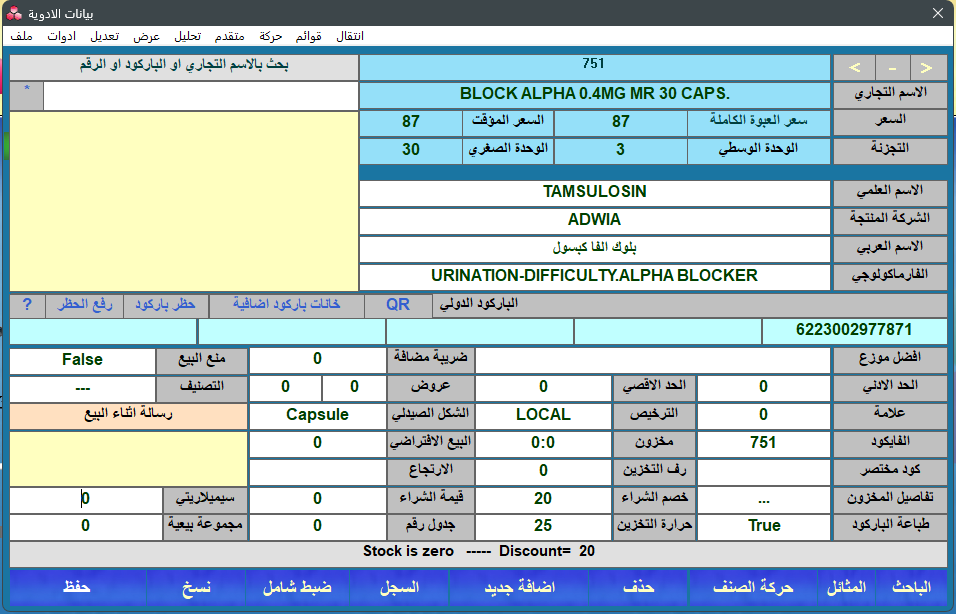 بيانات الادوية
ملف ادوات تعديل عرض تحليل متقدم حركة قوائم انتقال
< - > 751 بحث بالاسم التجاري او الباركود او الرقم
الاسم التجاري BLOCK ALPHA 0.4MG MR 30 CAPS. *
السعر سعر العبوة الكاملة 87 السعر المؤقت 87
التجزئة الوحدة الوسطي 3 الوحدة الصغري 30
الاسم العلمي TAMSULOSIN
الشركة المنتجة ADWIA
الاسم العربي بلوك الفا كبسول
الفارماكولوجي URINATION-DIFFICULTY.ALPHA BLOCKER
الباركود الدولي QR خانات باركود اضافية حظر باركود رفع الحظر ?
6223002977871
افضل موزع ضريبة مضافة 0 منع البيع False
الحد الادني 0 الحد الاقصي 0 عروض 0 0 التصنيف ---
علامة 0 الترخيص LOCAL الشكل الصيدلي Capsule رسالة اثناء البيع
الفايكود 751 مخزون 0:0 البيع الافتراضي 0
كود مختصر رف التخزين 0 الارتجاع
تفاصيل المخزون ... خصم الشراء 20 قيمة الشراء 0 سيميلاريتي 0
طباعة الباركود True حرارة التخزين 25 جدول رقم 0 مجموعة بيعية 0
Stock is zero ----- Discount= 20
الباحث المثائل حركة الصنف حذف اضافة جديد السجل ضبط شامل نسخ حفظ